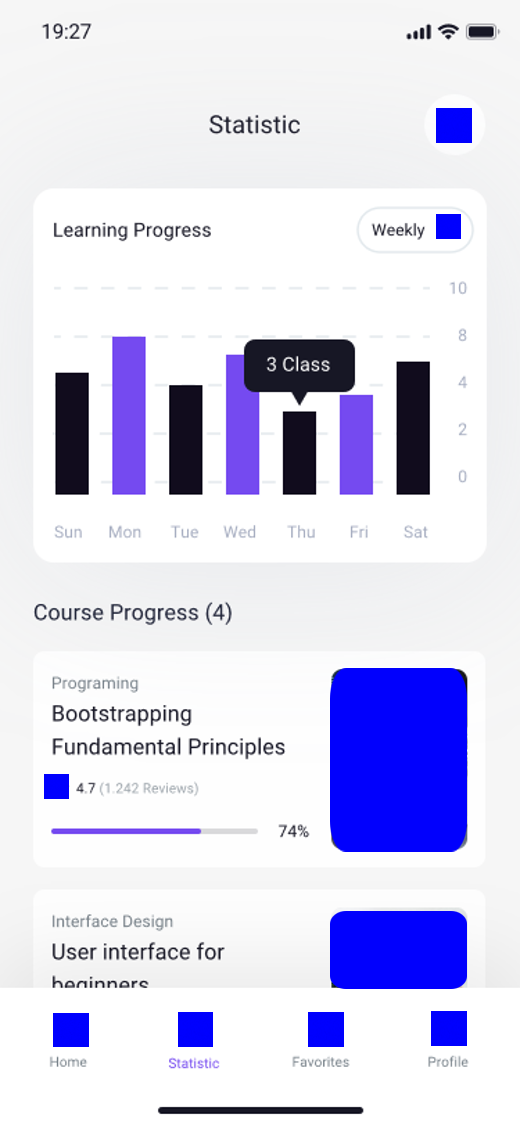 19:27
Statistic
Learning Progress
Weekly
10
8
3 Class
4
2
0
Sun Mon Tue Wed Thu Fri Sat
Course Progress (4)
Programing
Bootstrapping
Fundamental Principles
4.7 (1.242 Reviews)
74%
Interface Design
User interface for
beginners
Home Statistic Favorites Profile